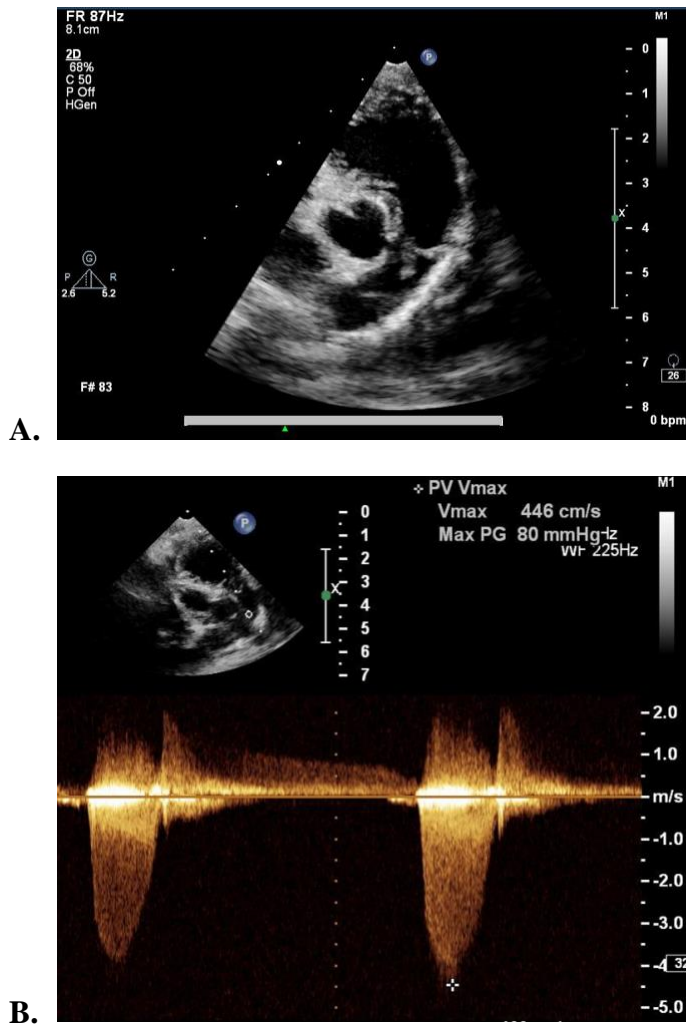 FR 87Hz
8.1cm
M1
2D
68%
C 50
P Off
HGen
P
0
1
2
3
X
4
5
6
7
8
G
P R
2.6 5.2
F# 83
26
0 bpm
A.
PV Vmax
Vmax 446 cm/s
Max PG 80 mmHg
WF 225Hz
M1
P
0
1
2
3
X
4
5
6
7
2.0
1.0
m/s
-1.0
-2.0
-3.0
-4
32
-5.0
B.